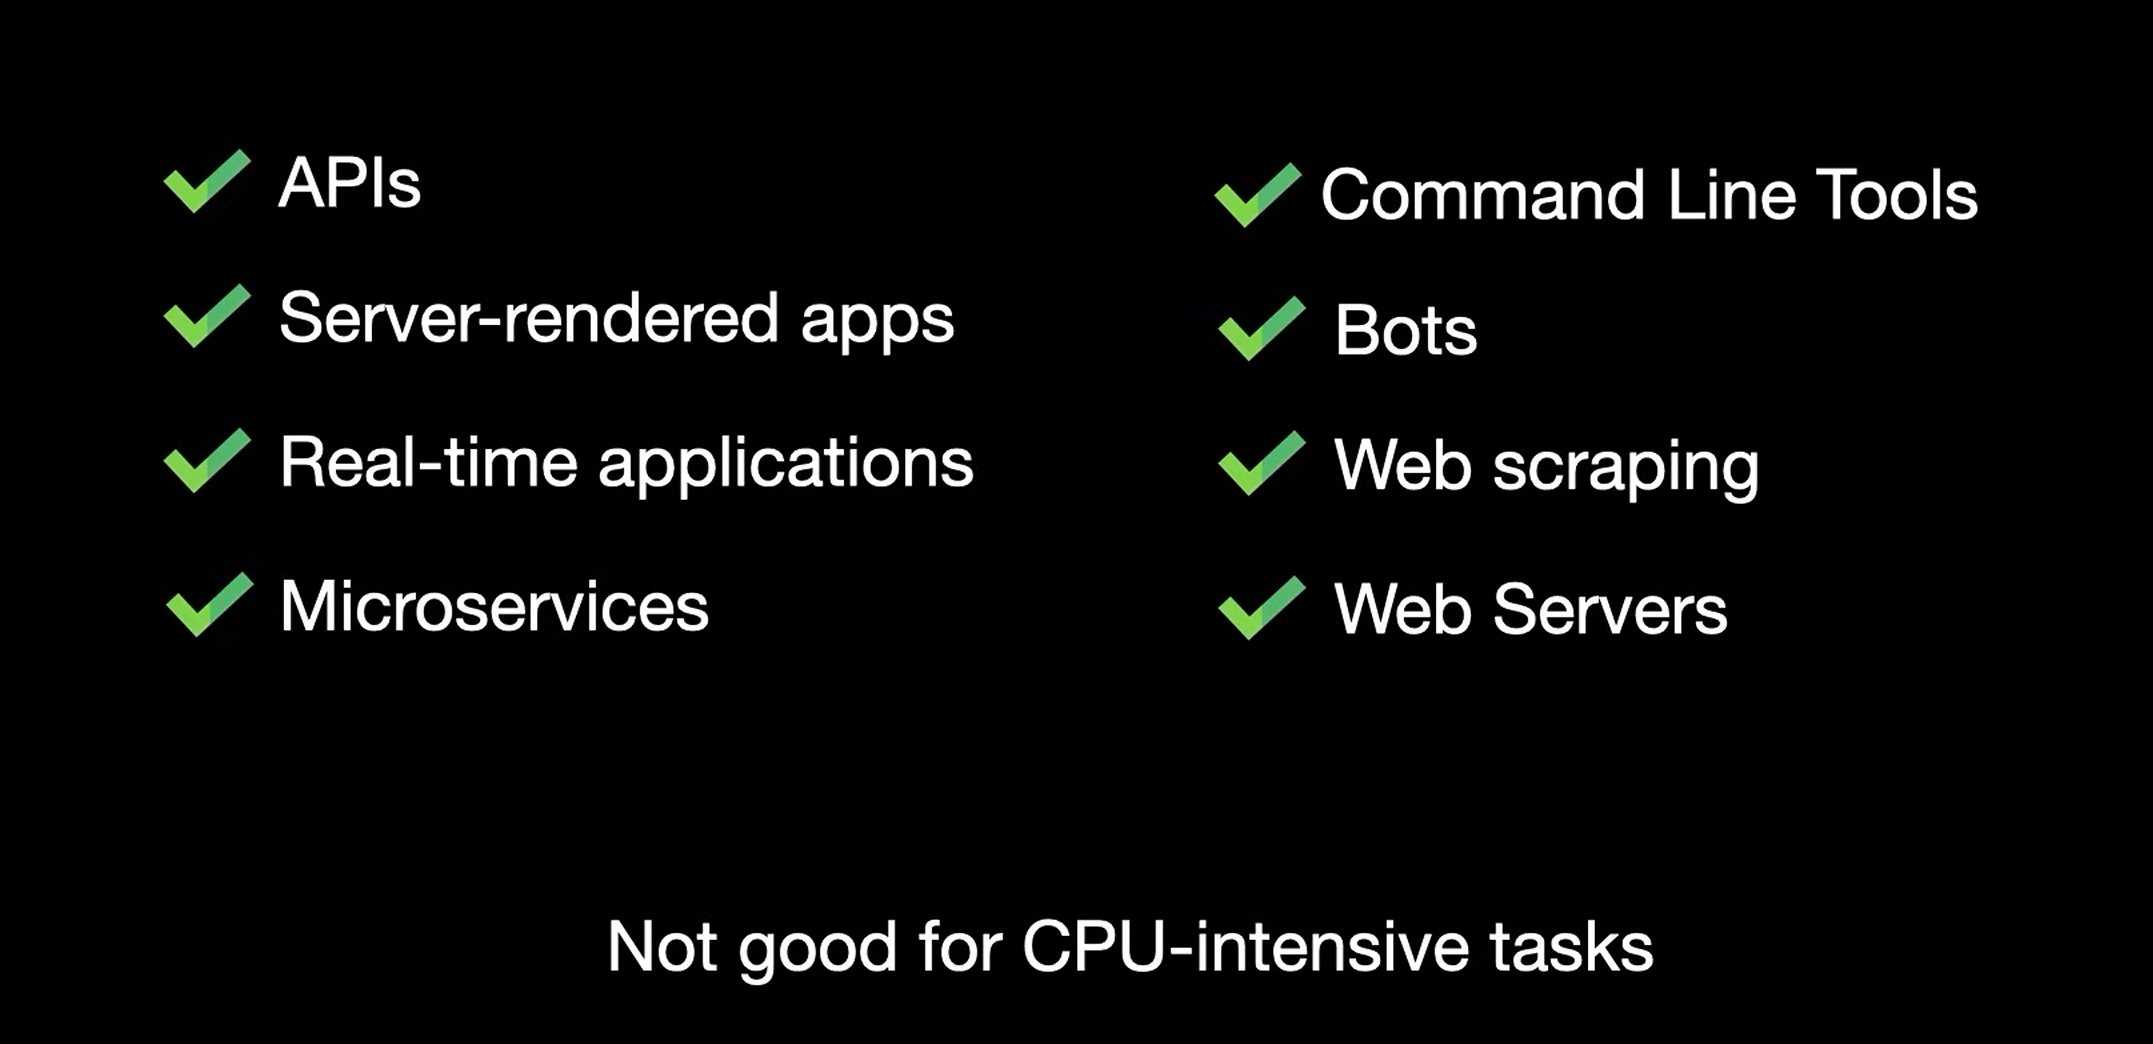 APIs
Server-rendered apps
Real-time applications
Microservices
Command Line Tools
Bots
Web scraping
Web Servers
Not good for CPU-intensive tasks